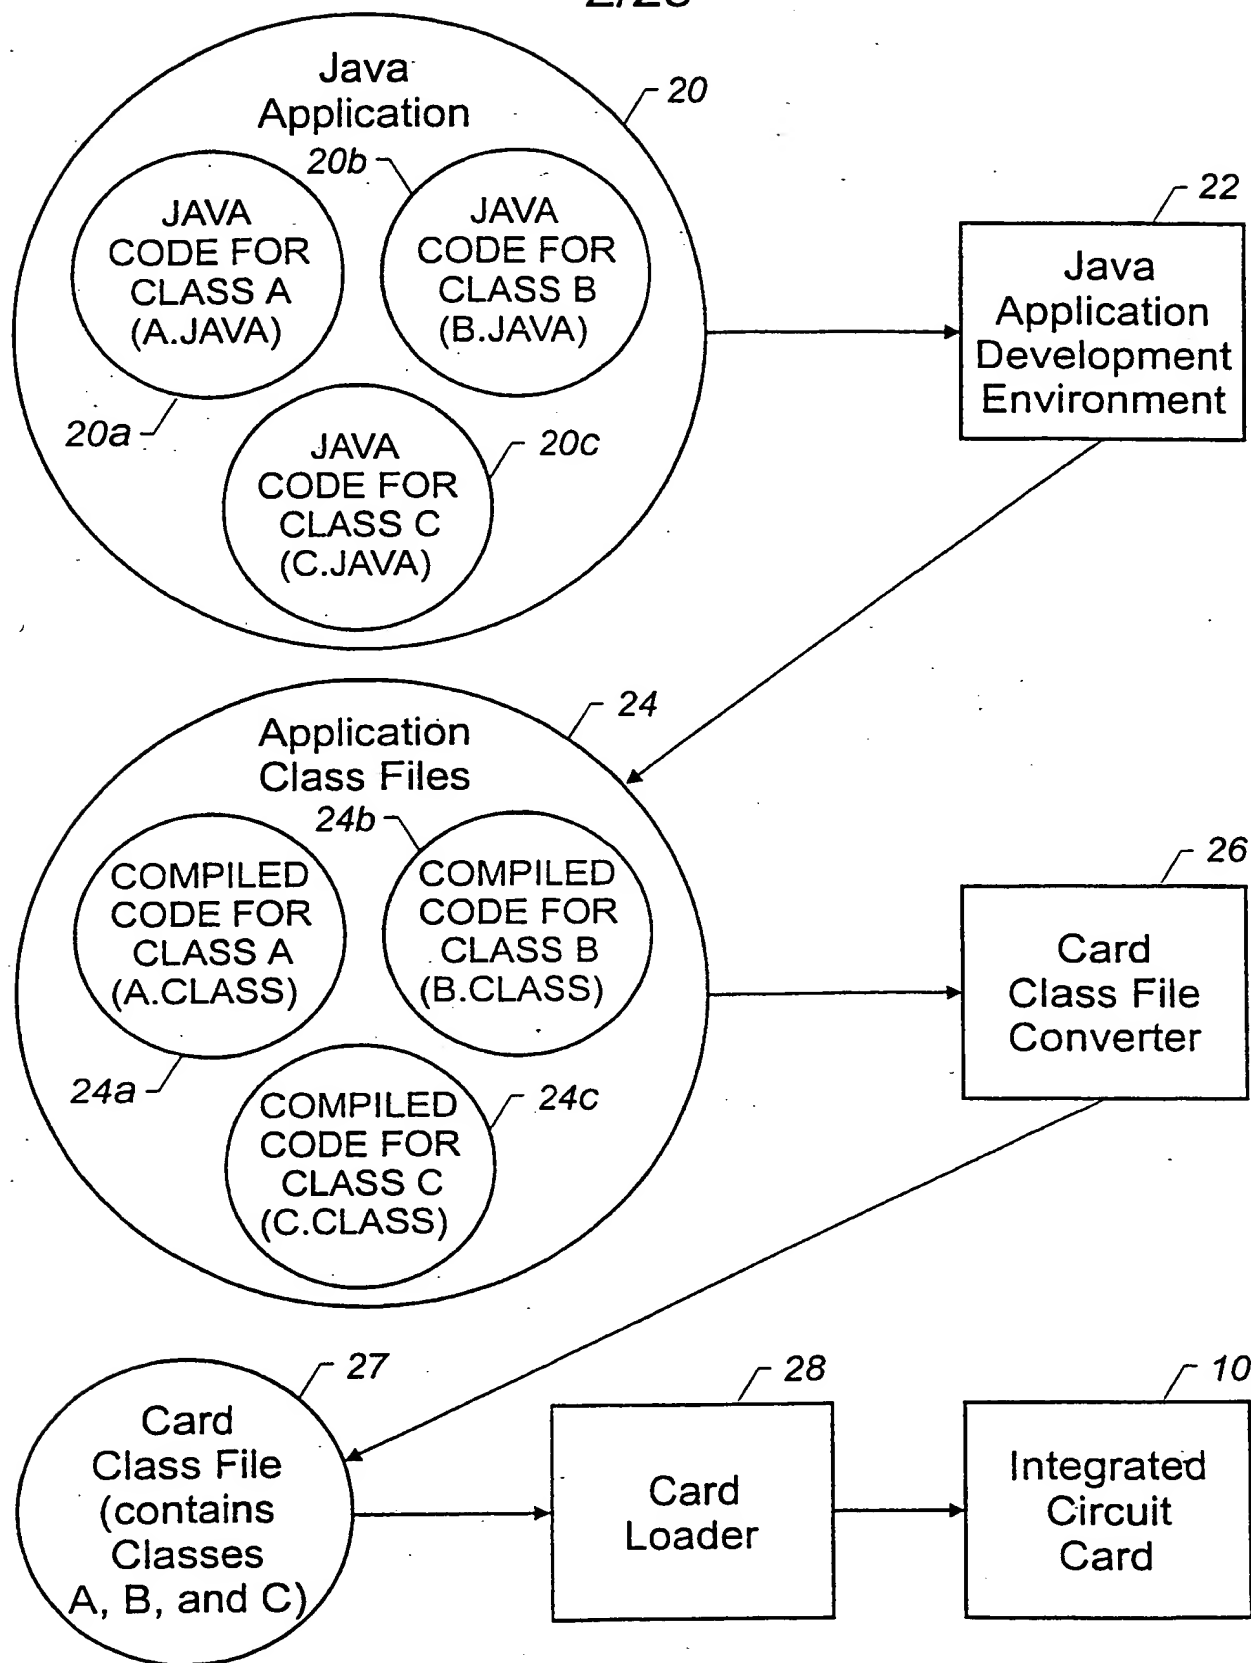 Java
Application
20
20b
JAVA
CODE FOR
CLASS A
(A.JAVA)
JAVA
CODE FOR
CLASS B
(B.JAVA)
20a
JAVA
CODE FOR
CLASS C
(C.JAVA)
20c
22
Java
Application
Development
Environment
Application
Class Files
24
24b
COMPILED
CODE FOR
CLASS A
(A.CLASS)
COMPILED
CODE FOR
CLASS B
(B.CLASS)
24a
COMPILED
CODE FOR
CLASS C
(C.CLASS)
24c
26
Card
Class File
Converter
27
Card
Class File
(contains
Classes
A, B, and C)
28
Card
Loader
10
Integrated
Circuit
Card